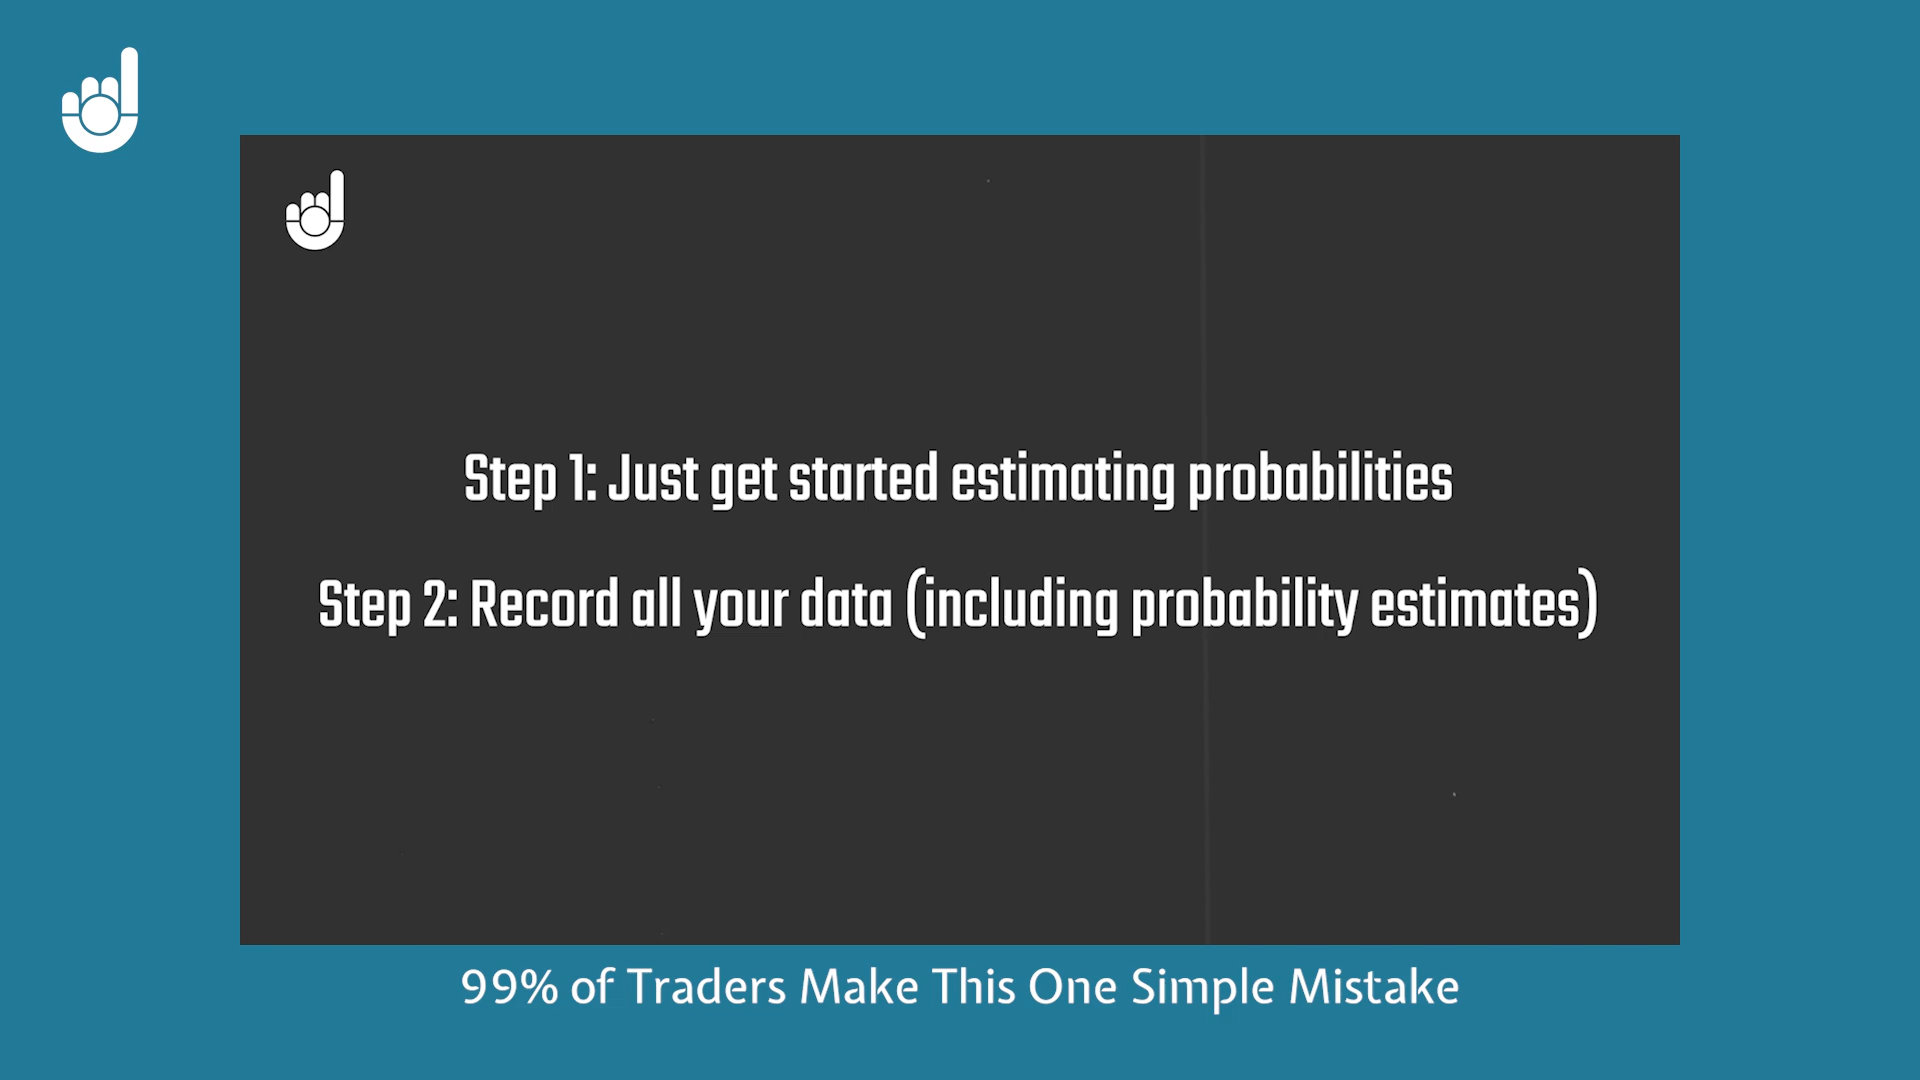 Step 1: Just get started estimating probabilities
Step 2: Record all your data (including probability estimates)
99% of Traders Make This One Simple Mistake